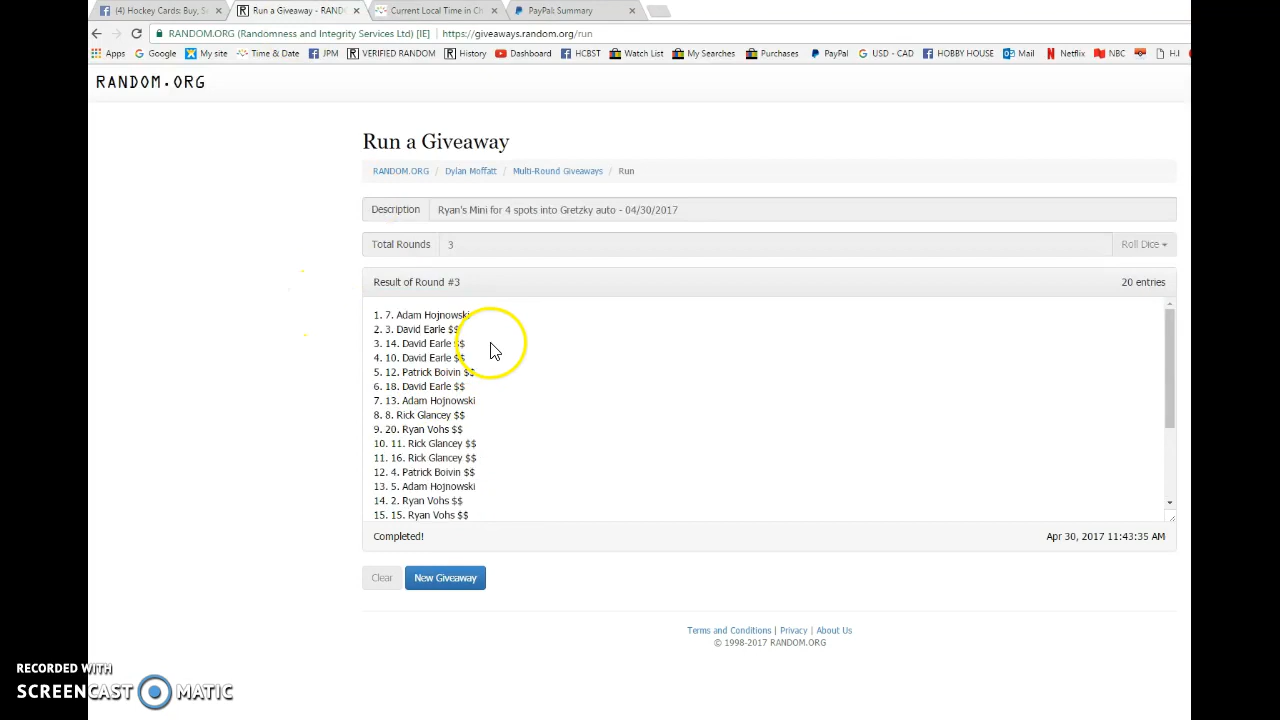 (4) Hockey Cards: Buy, S
Run a Giveaway - RAND
Current Local Time in Ch
PayPal: Summary
RANDOM.ORG (Randomness and Integrity Services Ltd) [IE]
https://giveaways.random.org/run
Apps Google My site Time & Date JPM VERIFIED RANDOM History Dashboard HCBST Watch List My Searches Purchases PayPal USD - CAD HOBBY HOUSE Mail Netflix NBC HJ
RANDOM.ORG
Run a Giveaway
RANDOM.ORG / Dylan Moffatt / Multi-Round Giveaways / Run
Description Ryan's Mini for 4 spots into Gretzky auto - 04/30/2017
Total Rounds 3 Roll Dice
Result of Round #3 20 entries
1. 7. Adam Hojnowski
2. 3. David Earle $$
3. 14. David Earle $$
4. 10. David Earle $$
5. 12. Patrick Boivin $$
6. 18. David Earle $$
7. 13. Adam Hojnowski
8. 8. Rick Glancey $$
9. 20. Ryan Vohs $$
10. 11. Rick Glancey $$
11. 16. Rick Glancey $$
12. 4. Patrick Boivin $$
13. 5. Adam Hojnowski
14. 2. Ryan Vohs $$
15. 15. Ryan Vohs $$
Completed! Apr 30, 2017 11:43:35 AM
Clear New Giveaway
Terms and Conditions | Privacy | About Us
© 1998-2017 RANDOM.ORG
RECORDED WITH
SCREENCAST MATIC